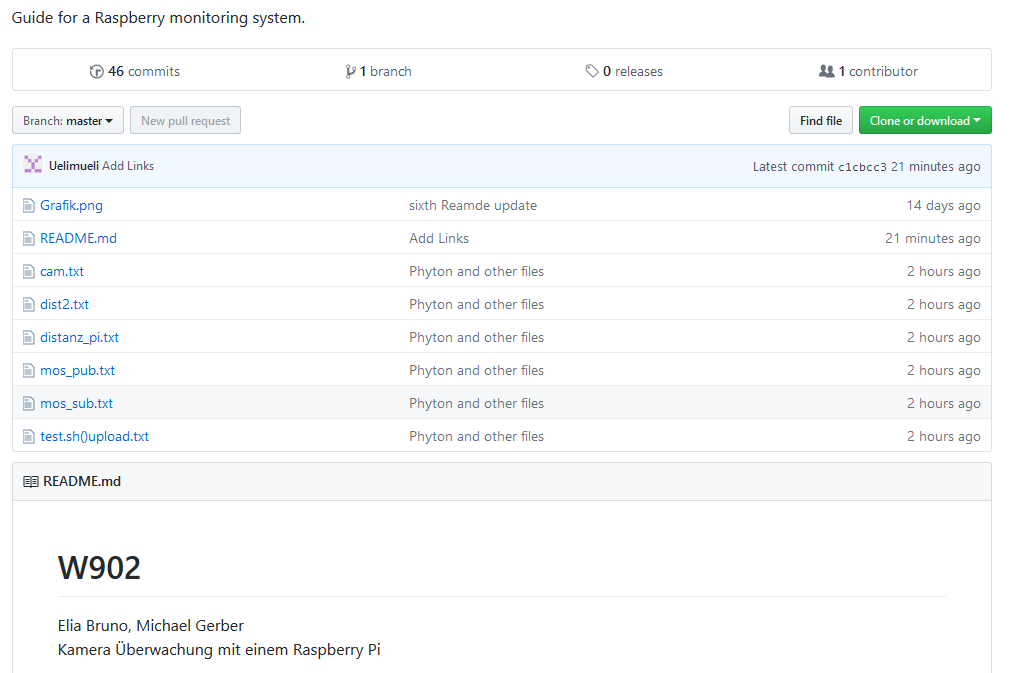 Guide for a Raspberry monitoring system.
46 commits 1 branch 0 releases 1 contributor
Branch: master New pull request Find file Clone or download
Uelimueli Add Links Latest commit c1cbcc3 21 minutes ago
Grafik.png sixth Reamde update 14 days ago
README.md Add Links 21 minutes ago
cam.txt Phyton and other files 2 hours ago
dist2.txt Phyton and other files 2 hours ago
distanz_pi.txt Phyton and other files 2 hours ago
mos_pub.txt Phyton and other files 2 hours ago
mos_sub.txt Phyton and other files 2 hours ago
test.sh()upload.txt Phyton and other files 2 hours ago
README.md
W902
Elia Bruno, Michael Gerber
Kamera Überwachung mit einem Raspberry Pi